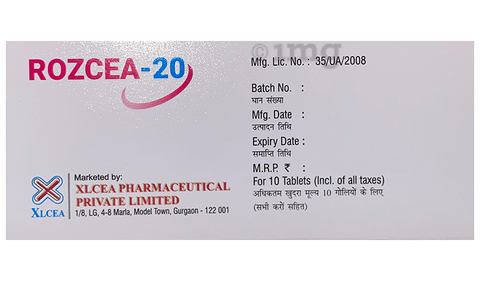 ROZCEA-20
1mg
Mfg. Lic. No. : 35/UA/2008
Batch No. :
घान संख्या
Mfg. Date :
उत्पादन तिथि
Expiry Date :
समाप्ति तिथि
M.R.P. ₹ :
For 10 Tablets (Incl. of all taxes)
अधिकतम खुदरा मूल्य 10 गोलियों के लिए
(सभी करों सहित)
Marketed by:
XLCEA PHARMACEUTICAL
PRIVATE LIMITED
1/8, LG, 4-8 Marla, Model Town, Gurgaon - 122 001
XLCEA